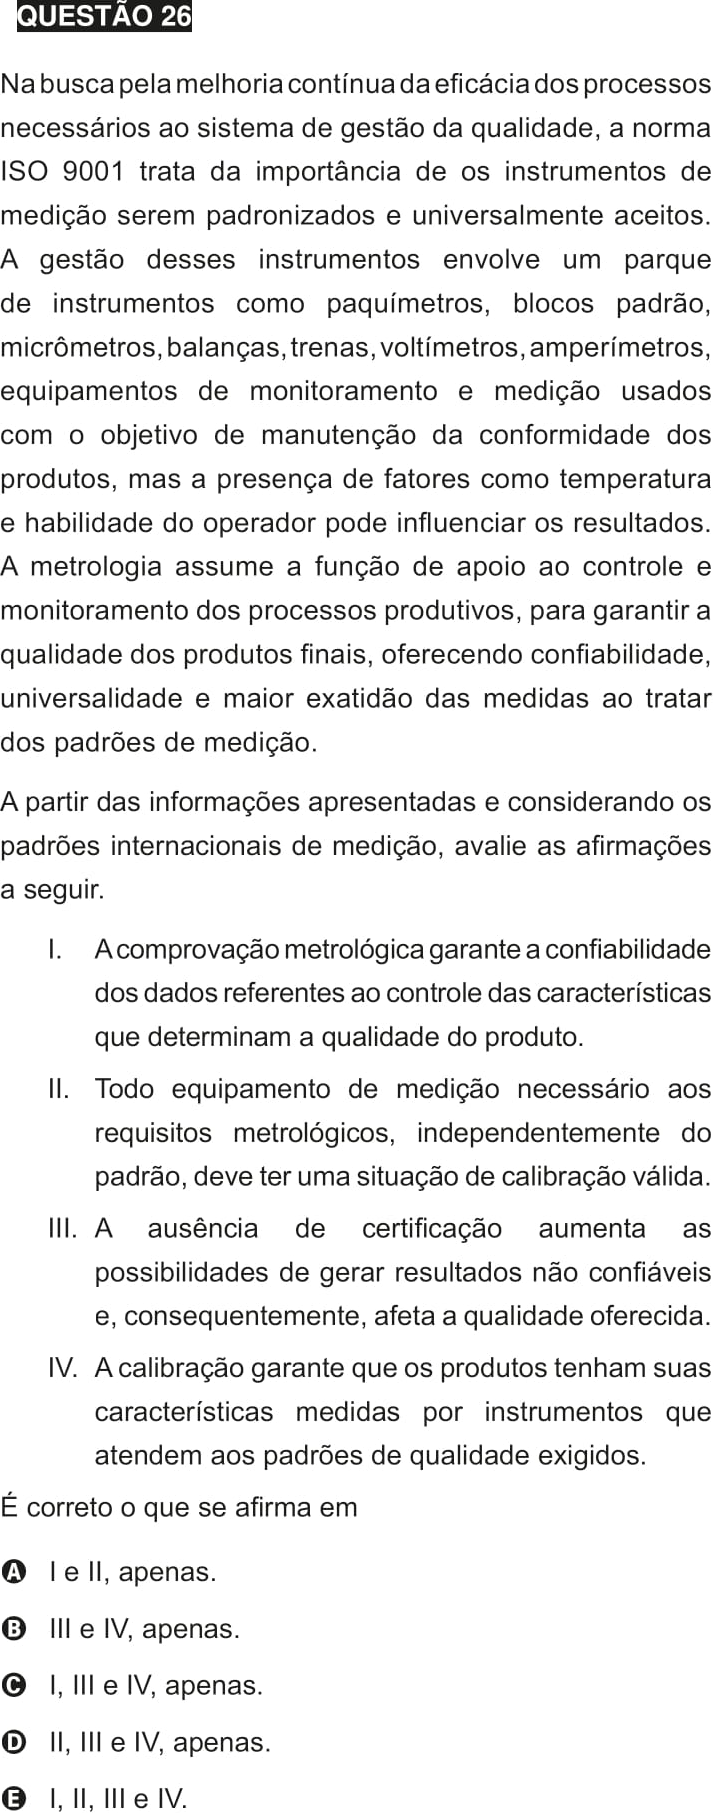 QUESTÃO 26
Na busca pela melhoria contínua da eficácia dos processos
necessários ao sistema de gestão da qualidade, a norma
ISO 9001 trata da importância de os instrumentos de
medição serem padronizados e universalmente aceitos.
A gestão desses instrumentos envolve um parque
de instrumentos como paquímetros, blocos padrão,
micrômetros, balanças, trenas, voltímetros, amperímetros,
equipamentos de monitoramento e medição usados
com o objetivo de manutenção da conformidade dos
produtos, mas a presença de fatores como temperatura
e habilidade do operador pode influenciar os resultados.
A metrologia assume a função de apoio ao controle e
monitoramento dos processos produtivos, para garantir a
qualidade dos produtos finais, oferecendo confiabilidade,
universalidade e maior exatidão das medidas ao tratar
dos padrões de medição.
A partir das informações apresentadas e considerando os
padrões internacionais de medição, avalie as afirmações
a seguir.
I. A comprovação metrológica garante a confiabilidade
dos dados referentes ao controle das características
que determinam a qualidade do produto.
II. Todo equipamento de medição necessário aos
requisitos metrológicos, independentemente do
padrão, deve ter uma situação de calibração válida.
III. A ausência de certificação aumenta as
possibilidades de gerar resultados não confiáveis
e, consequentemente, afeta a qualidade oferecida.
IV. A calibração garante que os produtos tenham suas
características medidas por instrumentos que
atendem aos padrões de qualidade exigidos.
É correto o que se afirma em
A I e II, apenas.
B III e IV, apenas.
C I, III e IV, apenas.
D II, III e IV, apenas.
E I, II, III e IV.